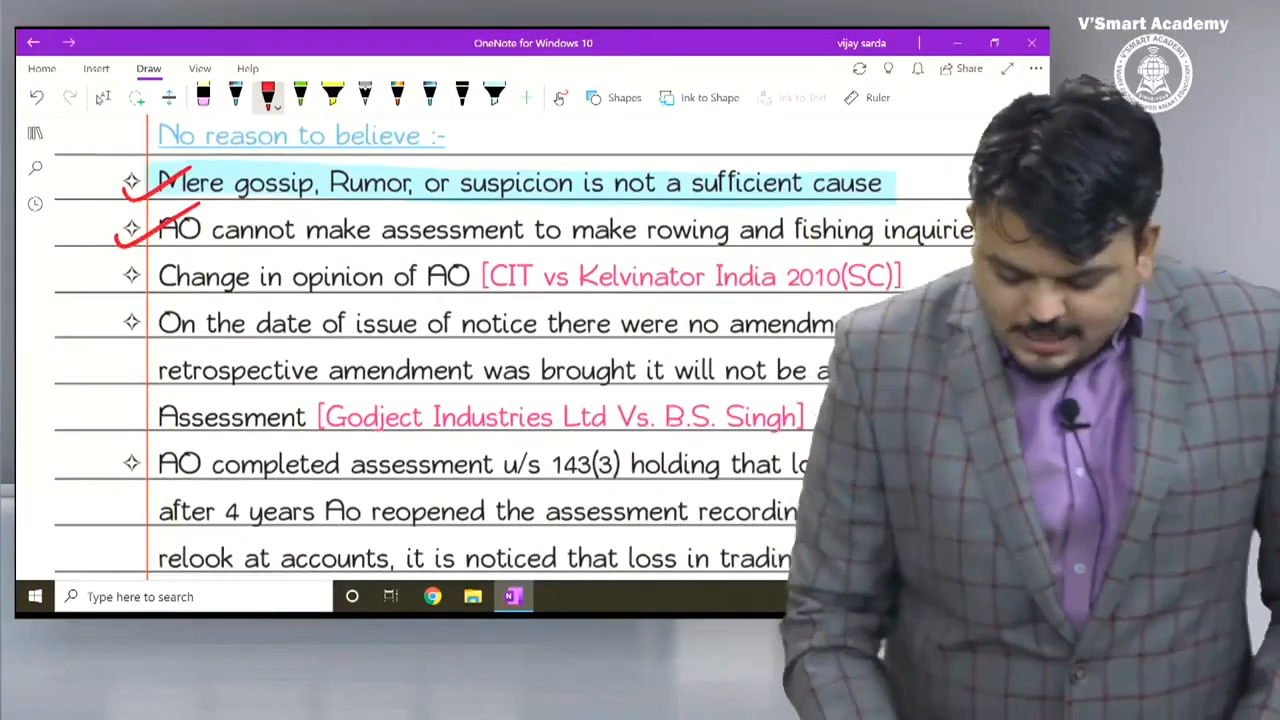 V'Smart Academy
OneNote for Windows 10
vijay sarda
Home Insert Draw View Help
Share
Shapes Ink to Shape Ink to Text Ruler
No reason to believe :-
Mere gossip, Rumor, or suspicion is not a sufficient cause
AO cannot make assessment to make rowing and fishing inquirie
Change in opinion of AO [CIT vs Kelvinator India 2010(SC)]
On the date of issue of notice there were no amendm
retrospective amendment was brought it will not be a
Assessment [Godject Industries Ltd Vs. B.S. Singh]
AO completed assessment u/s 143(3) holding that lo
after 4 years Ao reopened the assessment recordin
relook at accounts, it is noticed that loss in tradin
Type here to search